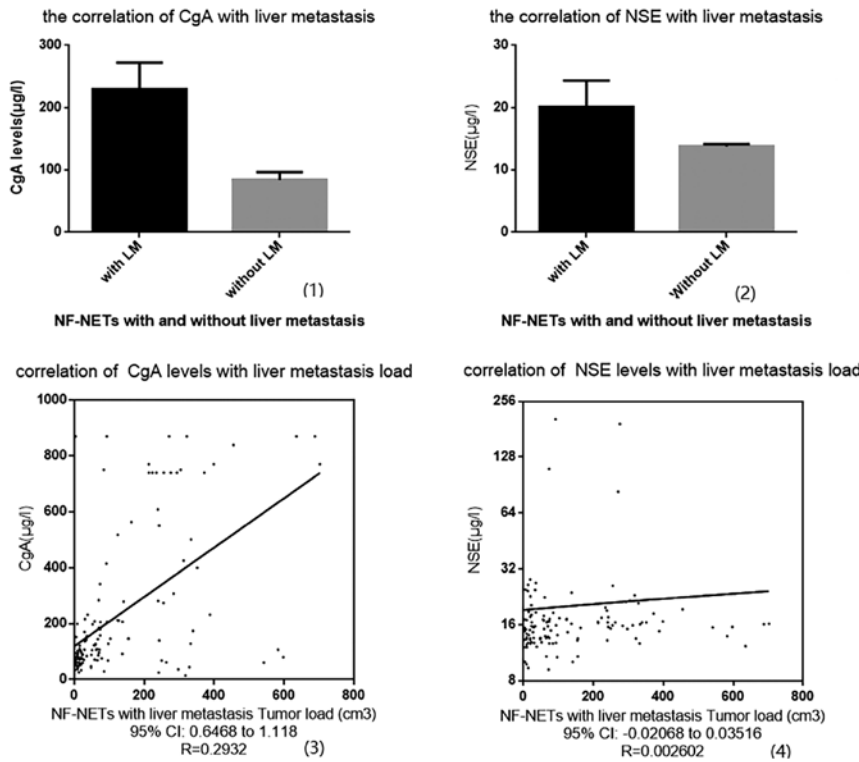 the correlation of CgA with liver metastasis
300
200
100
0
CgA levels(µg/l)
with LM
without LM
(1)
NF-NETs with and without liver metastasis
the correlation of NSE with liver metastasis
30
20
10
0
NSE(µg/l)
with LM
Without LM
(2)
NF-NETs with and without liver metastasis
correlation of CgA levels with liver metastasis load
1000
800
600
400
200
0
CgA(µg/l)
0 200 400 600 800
NF-NETs with liver metastasis Tumor load (cm3)
95% CI: 0.6468 to 1.118
R=0.2932
(3)
correlation of NSE levels with liver metastasis load
256
128
64
32
16
8
NSE(µg/l)
0 200 400 600 800
NF-NETs with liver metastasis Tumor load (cm3)
95% CI: -0.02068 to 0.03516
R=0.002602
(4)